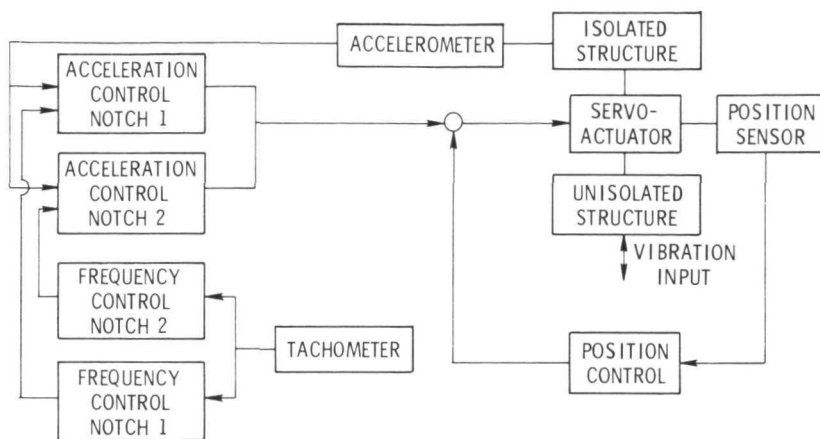 ACCELEROMETER
ISOLATED
STRUCTURE
ACCELERATION
CONTROL
NOTCH 1
SERVO-
ACTUATOR
POSITION
SENSOR
ACCELERATION
CONTROL
NOTCH 2
UNISOLATED
STRUCTURE
VIBRATION
INPUT
FREQUENCY
CONTROL
NOTCH 2
TACHOMETER
POSITION
CONTROL
FREQUENCY
CONTROL
NOTCH 1